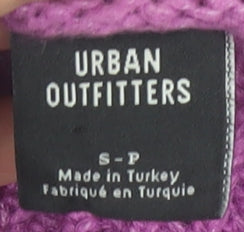 URBAN
OUTFITTERS
S - P
Made in Turkey
Fabriqué en Turquie